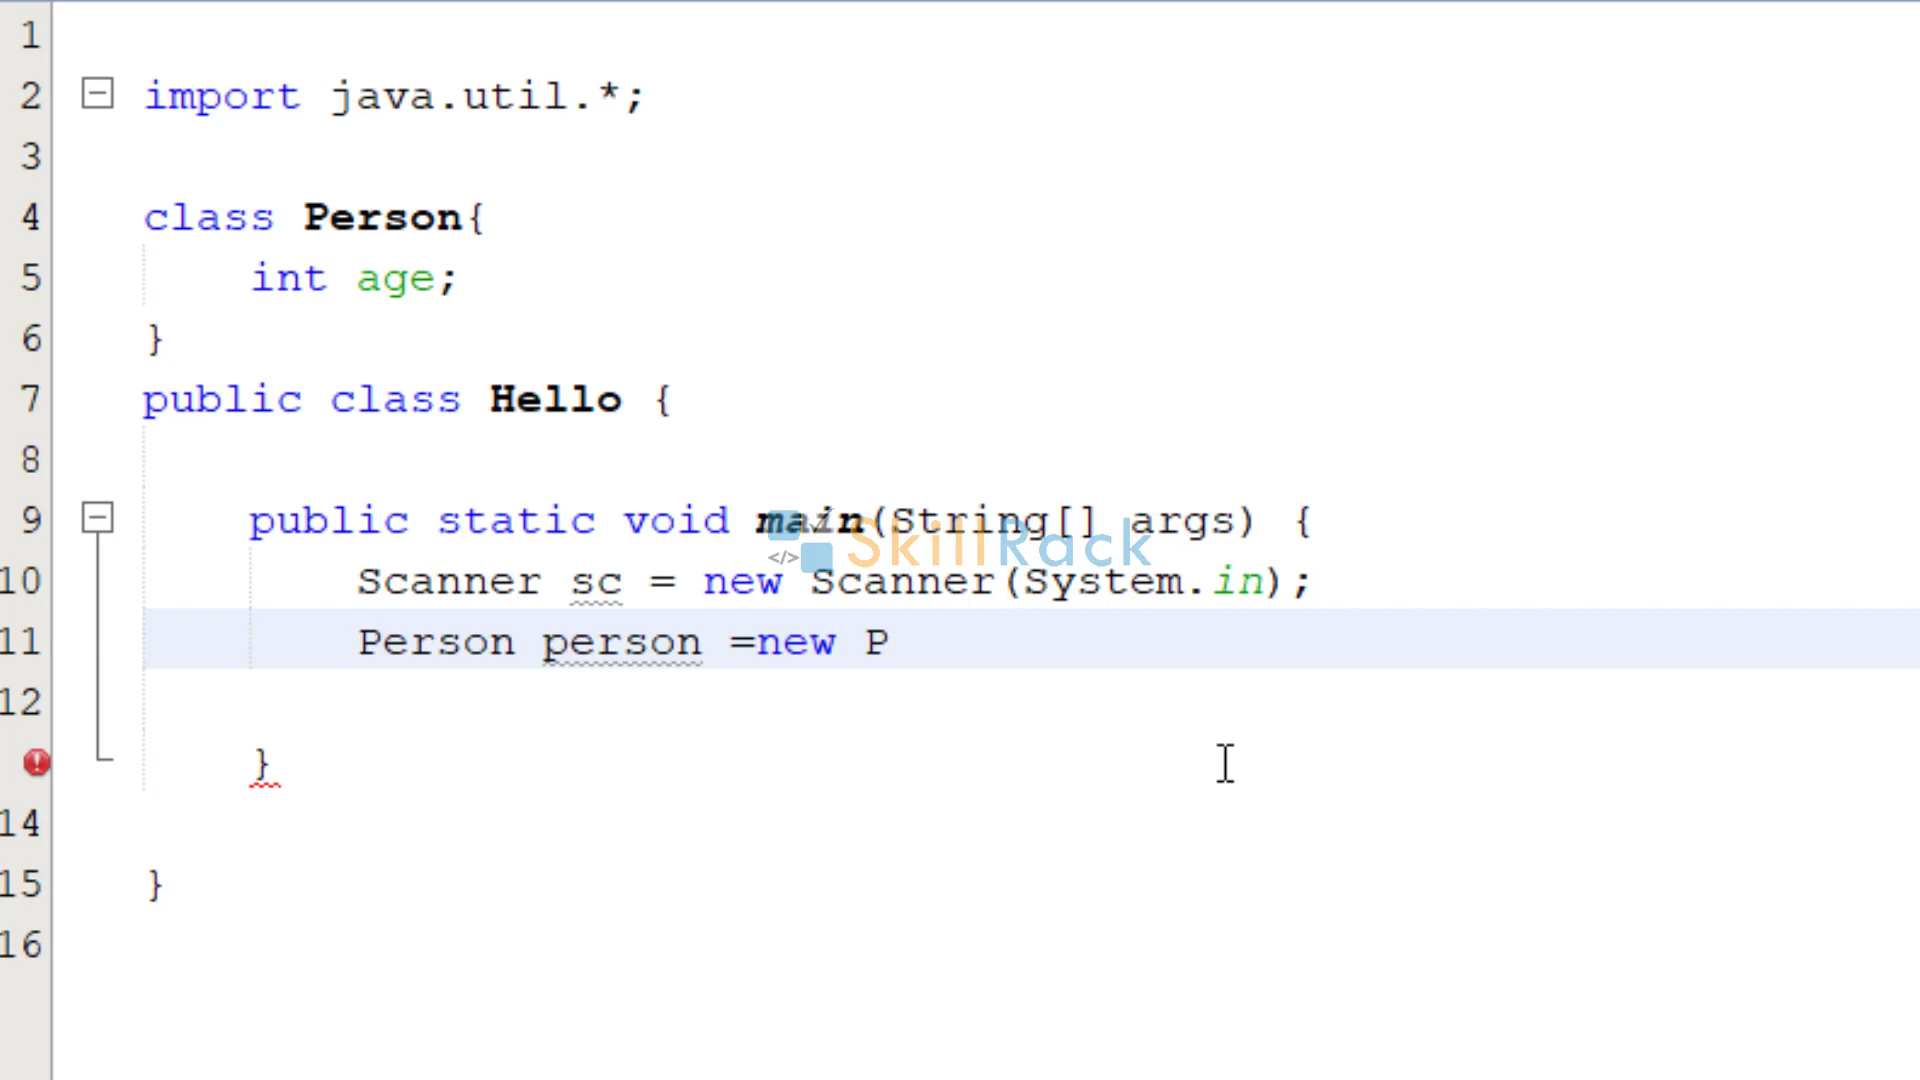 1
2 import java.util.*;
3
4 class Person{
5 int age;
6 }
7 public class Hello {
8
9 public static void main(String[] args) {
</> SkillRack
10 Scanner sc = new Scanner(System.in);
11 Person person =new P
12
}
14
15 }
16